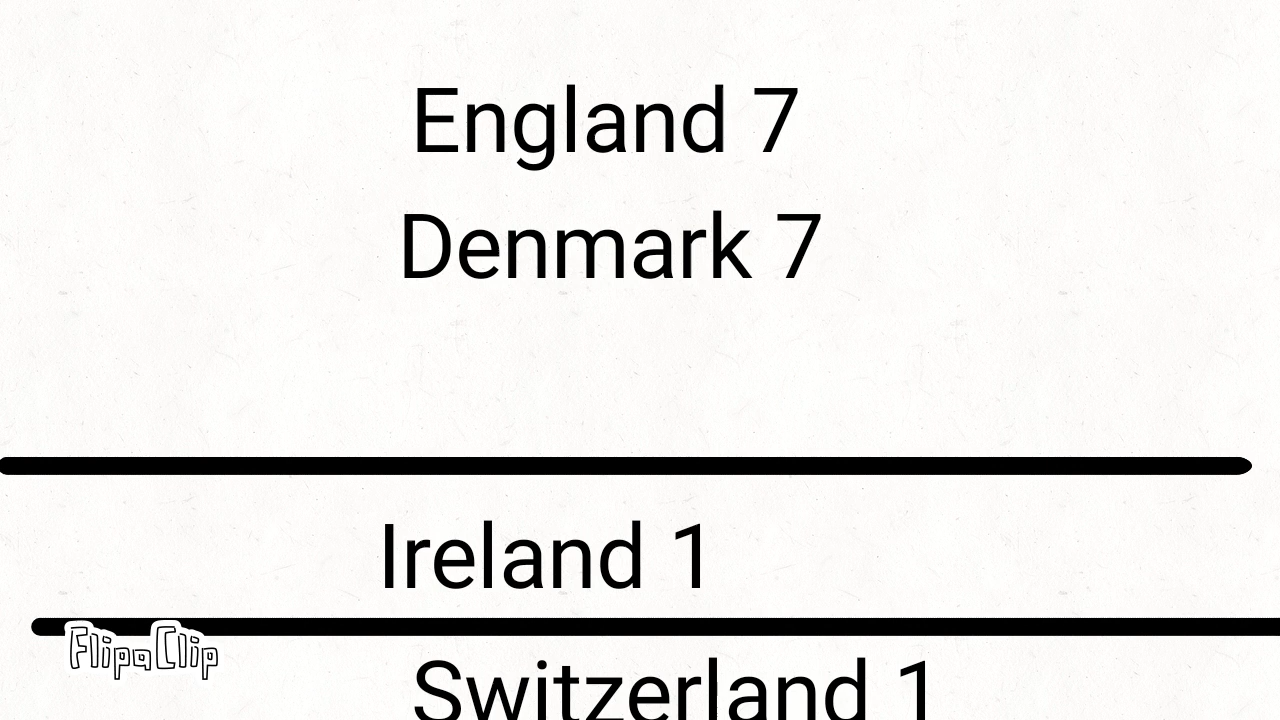 England 7
Denmark 7
Ireland 1
FlipaClip
Switzerland 1